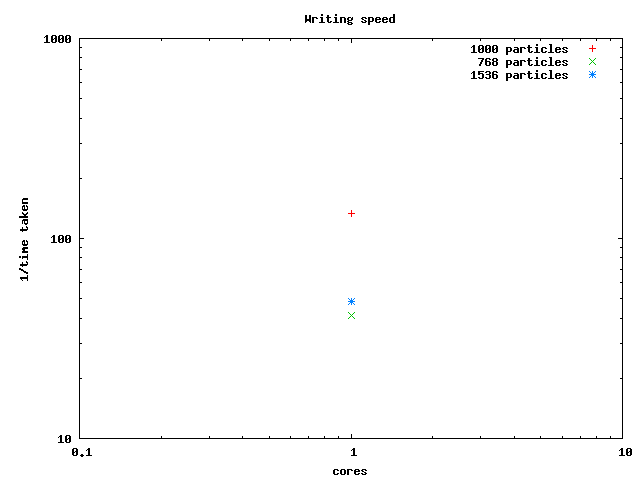 Writing speed
1000
1000 particles
768 particles
1536 particles
1/time taken
100
10
0.1
1
10
cores